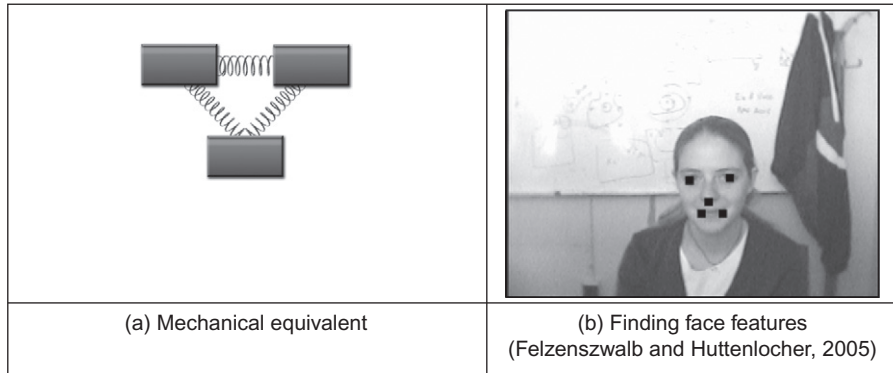 (a) Mechanical equivalent
(b) Finding face features
(Felzenszwalb and Huttenlocher, 2005)